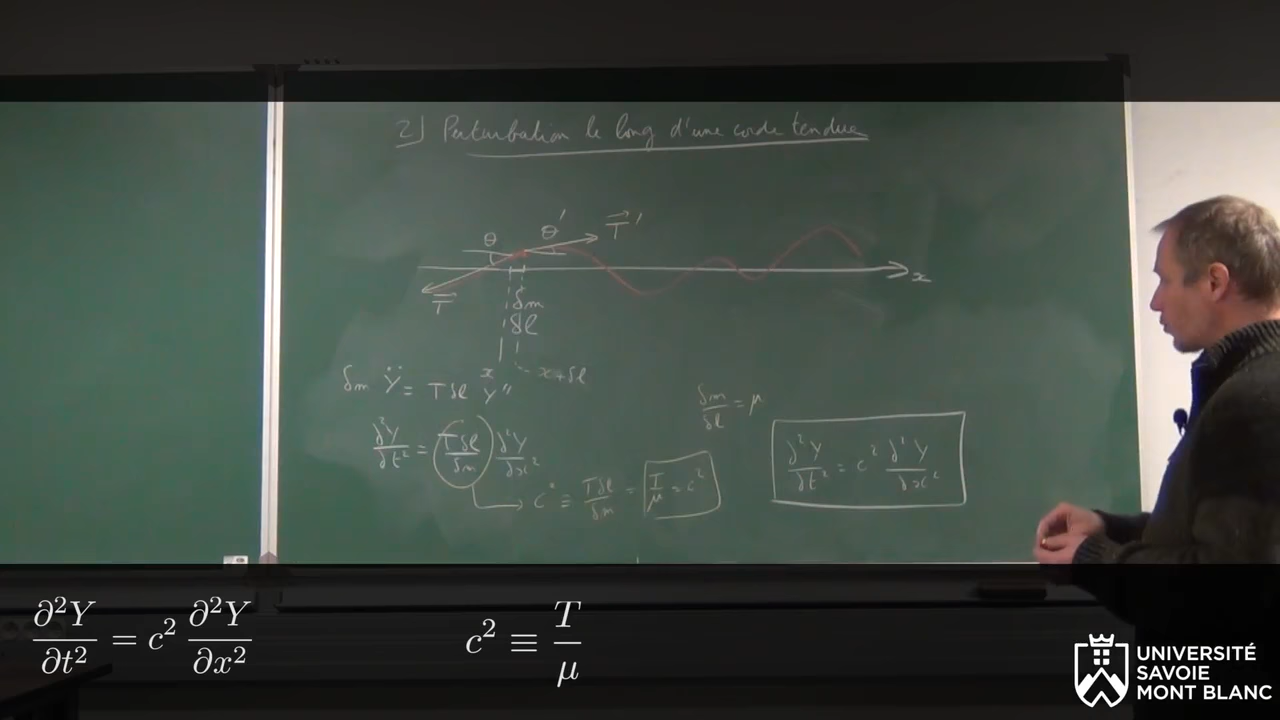 2) Perturbation le long d'une corde tendue
θ θ' T⃗'
T⃗ δm x
δl
x x+δl
δm Ÿ = T δl Y''
δm/δl = μ
∂²Y/∂t² = T δl/δm ∂²Y/∂x²
∂²Y/∂t² = c² ∂²Y/∂x²
c² ≡ T δl/δm = T/μ = c²
∂²Y/∂t² = c² ∂²Y/∂x² c² ≡ T/μ
UNIVERSITÉ
SAVOIE
MONT BLANC